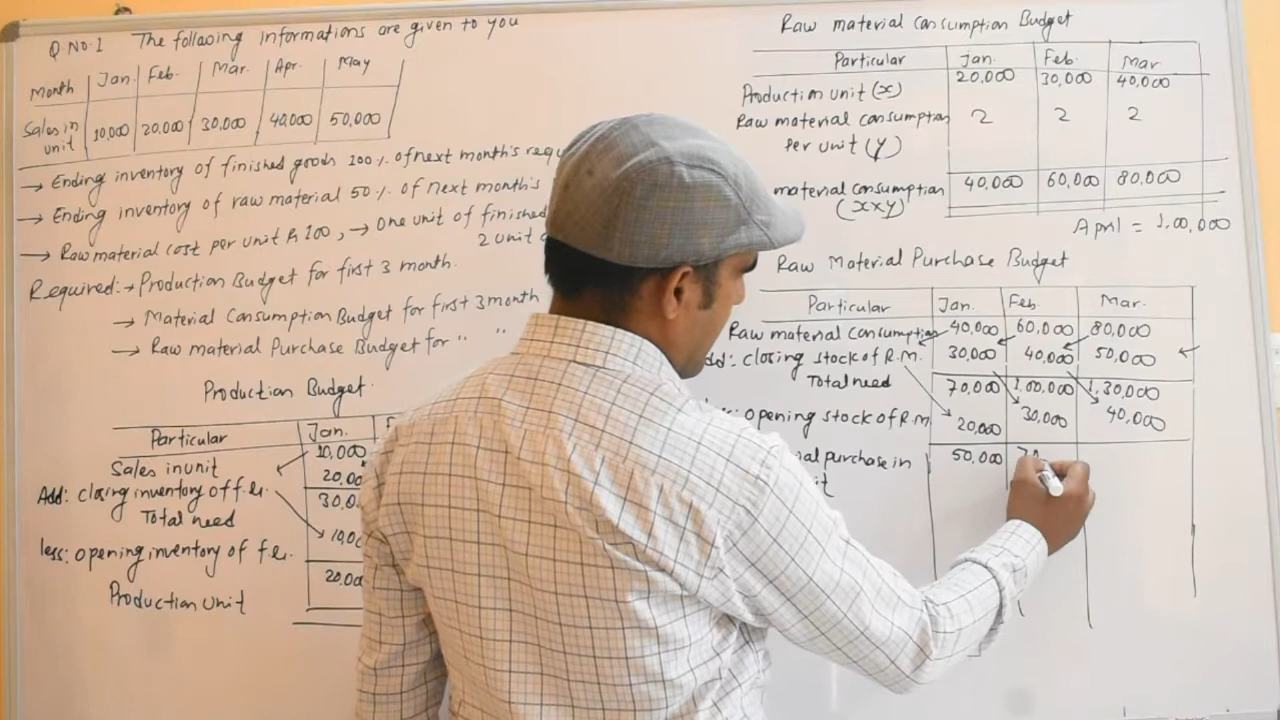 Q.No.1 The following informations are given to you
Month Jan. Feb. Mar. Apr. May
Sales in unit 10,000 20,000 30,000 40,000 50,000
→ Ending inventory of finished goods 100% of next month's
→ Ending inventory of raw material 50% of next month's
→ Raw material cost per unit Rs 100, → One unit of finished
2 unit
Required: → Production Budget for first 3 month.
→ Material Consumption Budget for first 3 month
→ Raw material Purchase Budget for " "
Production Budget.
Particular Jan.
Sales in unit 10,000
Add: closing inventory of f.g. 20,00
Total need 30,0
less: opening inventory of f.g. 10,00
Production Unit 20,00
Raw material Consumption Budget
Particular Jan. Feb. Mar.
Production unit (x) 20,000 30,000 40,000
Raw material consumption 2 2 2
per unit (y)
material consumption 40,000 60,000 80,000
(x×y)
April = 1,00,000
Raw Material Purchase Budget
Particular Jan. Feb. Mar.
Raw material Consumption 40,000 60,000 80,000
Add: closing stock of R.M. 30,000 40,000 50,000
Total need 70,000 1,00,000 1,30,000
opening stock of R.M. 20,000 30,000 40,000
purchase in 50,000 70